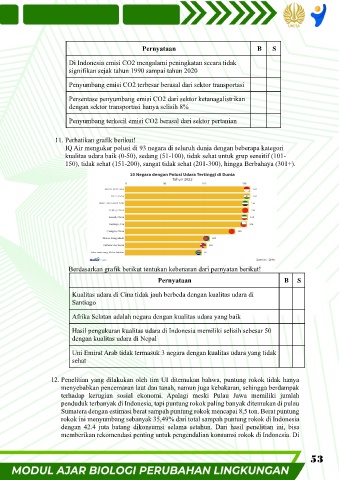 Pernyataan B S
Di Indonesia emisi CO2 mengalami peningkatan secara tidak
signifikan sejak tahun 1990 sampai tahun 2020
Penyumbang emisi CO2 terbesar berasal dari sektor transportasi
Persentase penyumbang emisi CO2 dari sektor ketanagalistrikan
dengan sektor transportasi hanya selisih 8%
Penyumbang terkecil emisi CO2 berasal dari sektor pertanian
11. Perhatikan grafik berikut!
IQ Air mengukur polusi di 93 negara di seluruh dunia dengan beberapa kategori
kualitas udara baik (0-50), sedang (51-100), tidak sehat untuk grup sensitif (101-
150), tidak sehat (151-200), sangat tidak sehat (201-300), hingga Berbahaya (301+).
10 Negara dengan Polusi Udara Tertinggi di Dunia
Berdasarkan grafik berikut tentukan kebenaran dari pernyatan berikut!
Pernyataan B S
Kualitas udara di Cina tidak jauh berbeda dengan kualitas udara di
Santiago
Afrika Selatan adalah negara dengan kualitas udara yang baik
Hasil pengukuran kualitas udara di Indonesia memiliki selisih sebesar 50
dengan kualitas udara di Nepal
Uni Emirat Arab tidak termasuk 3 negara dengan kualitas udara yang tidak
sehat
12. Penelitian yang dilakukan oleh tim UI ditemukan bahwa, puntung rokok tidak hanya
menyebabkan pencemaran laut dan tanah, namun juga kebakaran, sehingga berdampak
terhadap kerugian sosial ekonomi. Apalagi meski Pulau Jawa memiliki jumlah
penduduk terbanyak di Indonesia, tapi puntung rokok paling banyak ditemukan di pulau
Sumatera dengan estimasi berat sampah puntung rokok mencapai 8,5 ton. Berat puntung
rokok ini menyumbang sebanyak 35,49% dari total sampah puntung rokok di Indonesia
dengan 42.4 juta batang dikonsumsi selama setahun. Dari hasil penelitian ini, bisa
memberikan rekomendasi penting untuk pengendalian konsumsi rokok di Indonesia. Di
53
MODUL AJAR BIOLOGI PERUBAHAN LINGKUNGAN